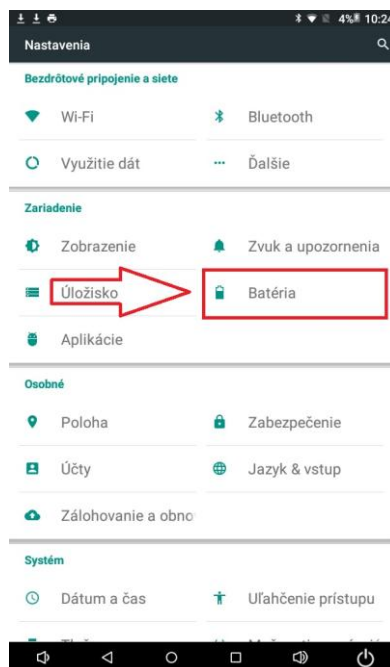 4% 10:24
Nastavenia
Bezdrôtové pripojenie a siete
Wi-Fi
Bluetooth
Využitie dát
Ďalšie
Zariadenie
Zobrazenie
Zvuk a upozornenia
Úložisko
Batéria
Aplikácie
Osobné
Poloha
Zabezpečenie
Účty
Jazyk & vstup
Zálohovanie a obno
Systém
Dátum a čas
Uľahčenie prístupu